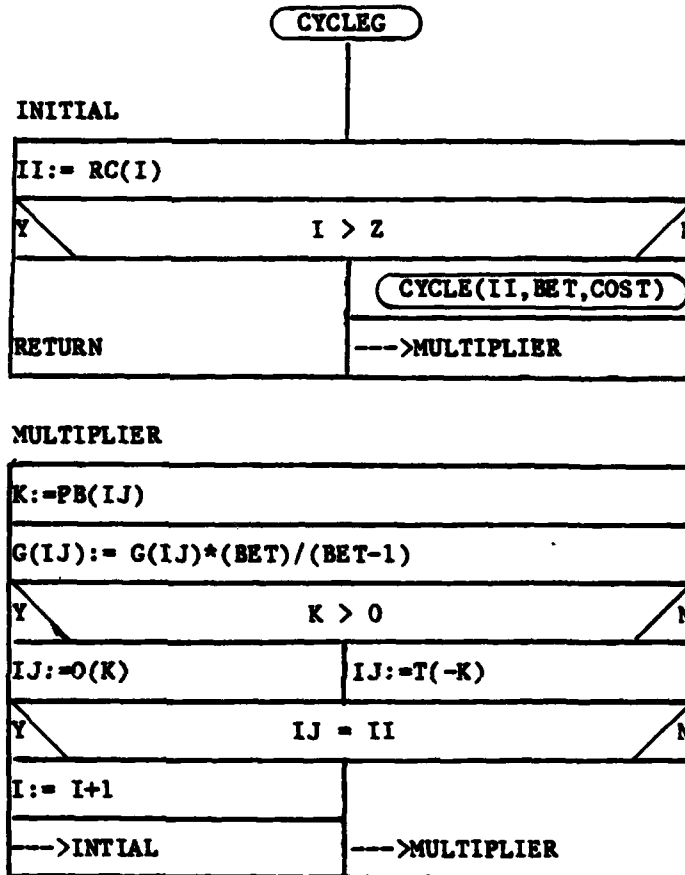 CYCLEG
INITIAL
II:= RC(I)
Y I > Z
CYCLE(II,BET,COST)
RETURN --->MULTIPLIER
MULTIPLIER
K:=PB(IJ)
G(IJ):= G(IJ)*(BET)/(BET-1)
Y K > 0 N
IJ:=O(K) IJ:=T(-K)
Y IJ = II N
I:= I+1
--->INTIAL --->MULTIPLIER